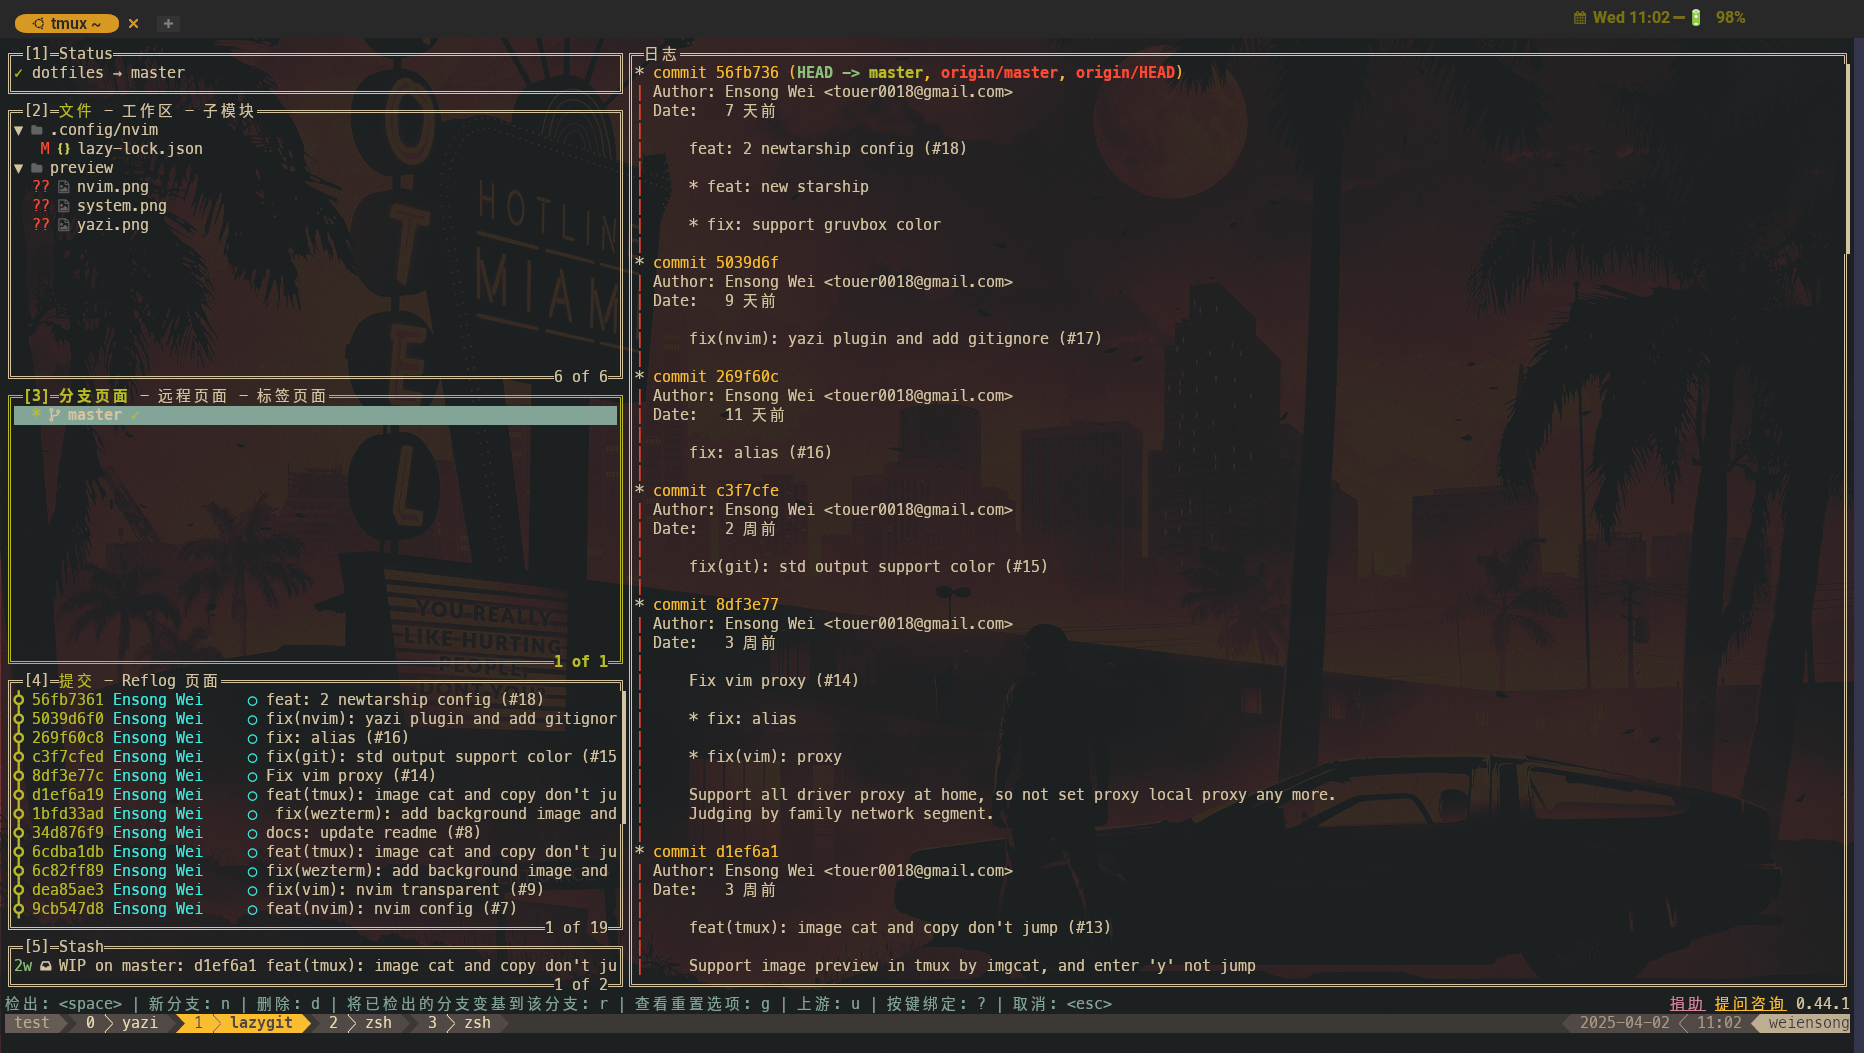 tmux ~ × +
Wed 11:02 98%
[1] Status
✓ dotfiles → master
[2] 文件 - 工作区 - 子模块
▼ .config/nvim
M {} lazy-lock.json
▼ preview
?? nvim.png
?? system.png
?? yazi.png
6 of 6
[3] 分支页面 - 远程页面 - 标签页面
* master ✓
1 of 1
[4] 提交 - Reflog 页面
56fb7361 Ensong Wei ○ feat: 2 newtarship config (#18)
5039d6f0 Ensong Wei ○ fix(nvim): yazi plugin and add gitignor
269f60c8 Ensong Wei ○ fix: alias (#16)
c3f7cfed Ensong Wei ○ fix(git): std output support color (#15
8df3e77c Ensong Wei ○ Fix vim proxy (#14)
d1ef6a19 Ensong Wei ○ feat(tmux): image cat and copy don't ju
1bfd33ad Ensong Wei ○ fix(wezterm): add background image and
34d876f9 Ensong Wei ○ docs: update readme (#8)
6cdba1db Ensong Wei ○ feat(tmux): image cat and copy don't ju
6c82ff89 Ensong Wei ○ fix(wezterm): add background image and
dea85ae3 Ensong Wei ○ fix(vim): nvim transparent (#9)
9cb547d8 Ensong Wei ○ feat(nvim): nvim config (#7)
1 of 19
[5] Stash
2w WIP on master: d1ef6a1 feat(tmux): image cat and copy don't ju
1 of 2
日志
* commit 56fb736 (HEAD -> master, origin/master, origin/HEAD)
| Author: Ensong Wei <touer0018@gmail.com>
| Date: 7 天前
| feat: 2 newtarship config (#18)
| * feat: new starship
| * fix: support gruvbox color
* commit 5039d6f
| Author: Ensong Wei <touer0018@gmail.com>
| Date: 9 天前
| fix(nvim): yazi plugin and add gitignore (#17)
* commit 269f60c
| Author: Ensong Wei <touer0018@gmail.com>
| Date: 11 天前
| fix: alias (#16)
* commit c3f7cfe
| Author: Ensong Wei <touer0018@gmail.com>
| Date: 2 周前
| fix(git): std output support color (#15)
* commit 8df3e77
| Author: Ensong Wei <touer0018@gmail.com>
| Date: 3 周前
| Fix vim proxy (#14)
| * fix: alias
| * fix(vim): proxy
| Support all driver proxy at home, so not set proxy local proxy any more.
| Judging by family network segment.
* commit d1ef6a1
| Author: Ensong Wei <touer0018@gmail.com>
| Date: 3 周前
| feat(tmux): image cat and copy don't jump (#13)
| Support image preview in tmux by imgcat, and enter 'y' not jump
HOTLIN
MIAM
OTEL
YOU REALLY
LIKE HURTING
PEOPLE,
DON'T YOU
检出: <space> | 新分支: n | 删除: d | 将已检出的分支变基到该分支: r | 查看重置选项: g | 上游: u | 按键绑定: ? | 取消: <esc>
捐助 提问咨询 0.44.1
test 0 yazi 1 lazygit 2 zsh 3 zsh
2025-04-02 11:02 weiensong